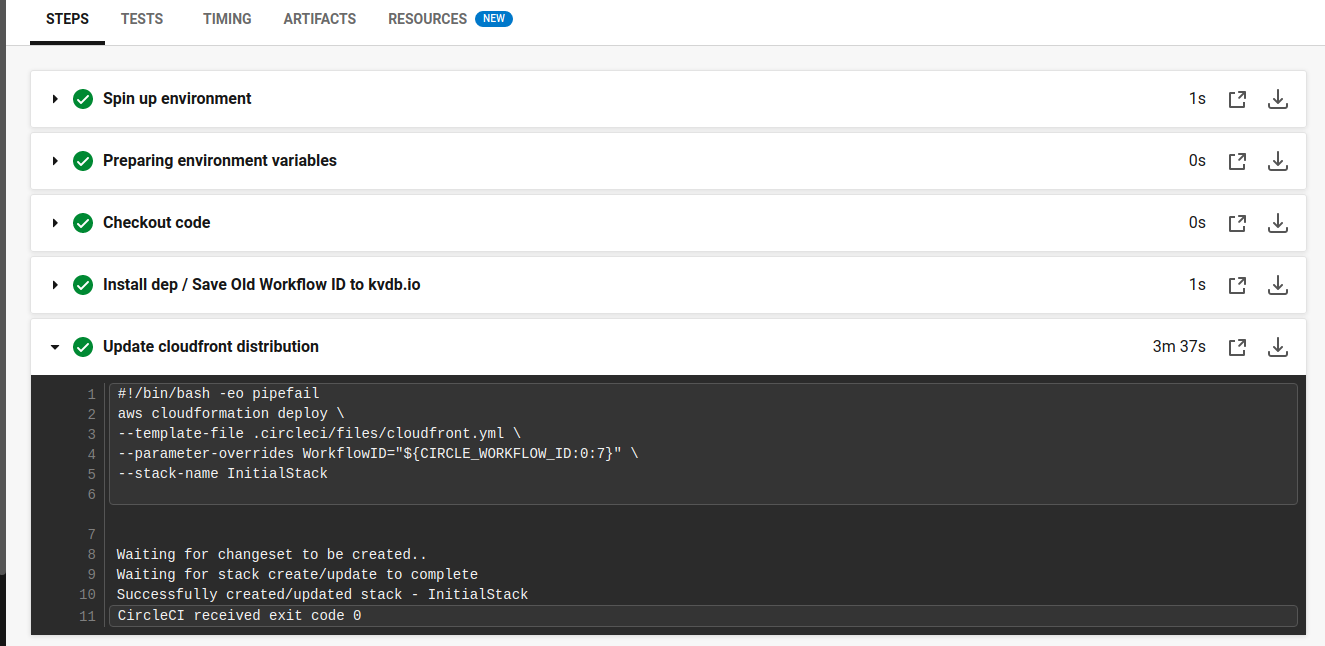 STEPS TESTS TIMING ARTIFACTS RESOURCES NEW
Spin up environment 1s
Preparing environment variables 0s
Checkout code 0s
Install dep / Save Old Workflow ID to kvdb.io 1s
Update cloudfront distribution 3m 37s
1 #!/bin/bash -eo pipefail
2 aws cloudformation deploy \
3 --template-file .circleci/files/cloudfront.yml \
4 --parameter-overrides WorkflowID="${CIRCLE_WORKFLOW_ID:0:7}" \
5 --stack-name InitialStack
6
7
8 Waiting for changeset to be created..
9 Waiting for stack create/update to complete
10 Successfully created/updated stack - InitialStack
11 CircleCI received exit code 0